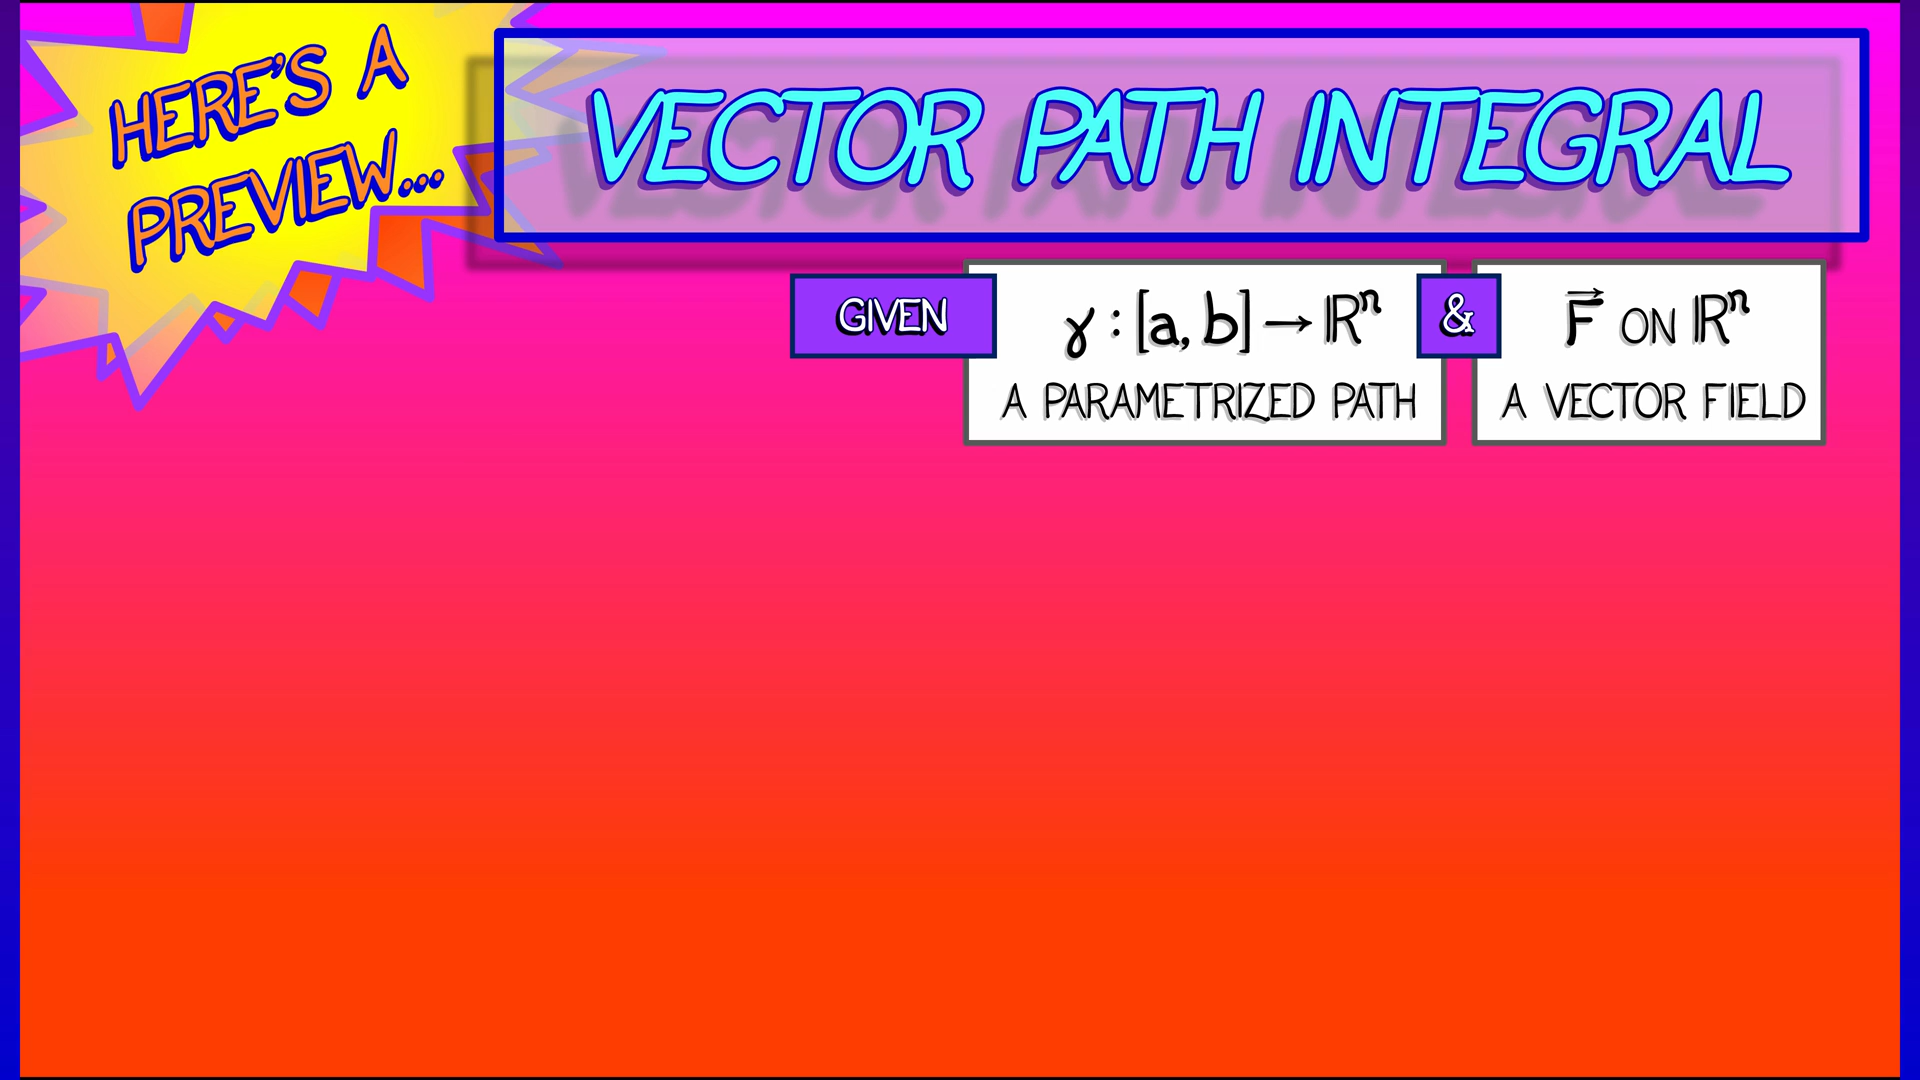 HERE'S A
PREVIEW...
VECTOR PATH INTEGRAL
GIVEN
γ : [a, b] → ℝⁿ
A PARAMETRIZED PATH
&
F⃗ ON ℝⁿ
A VECTOR FIELD